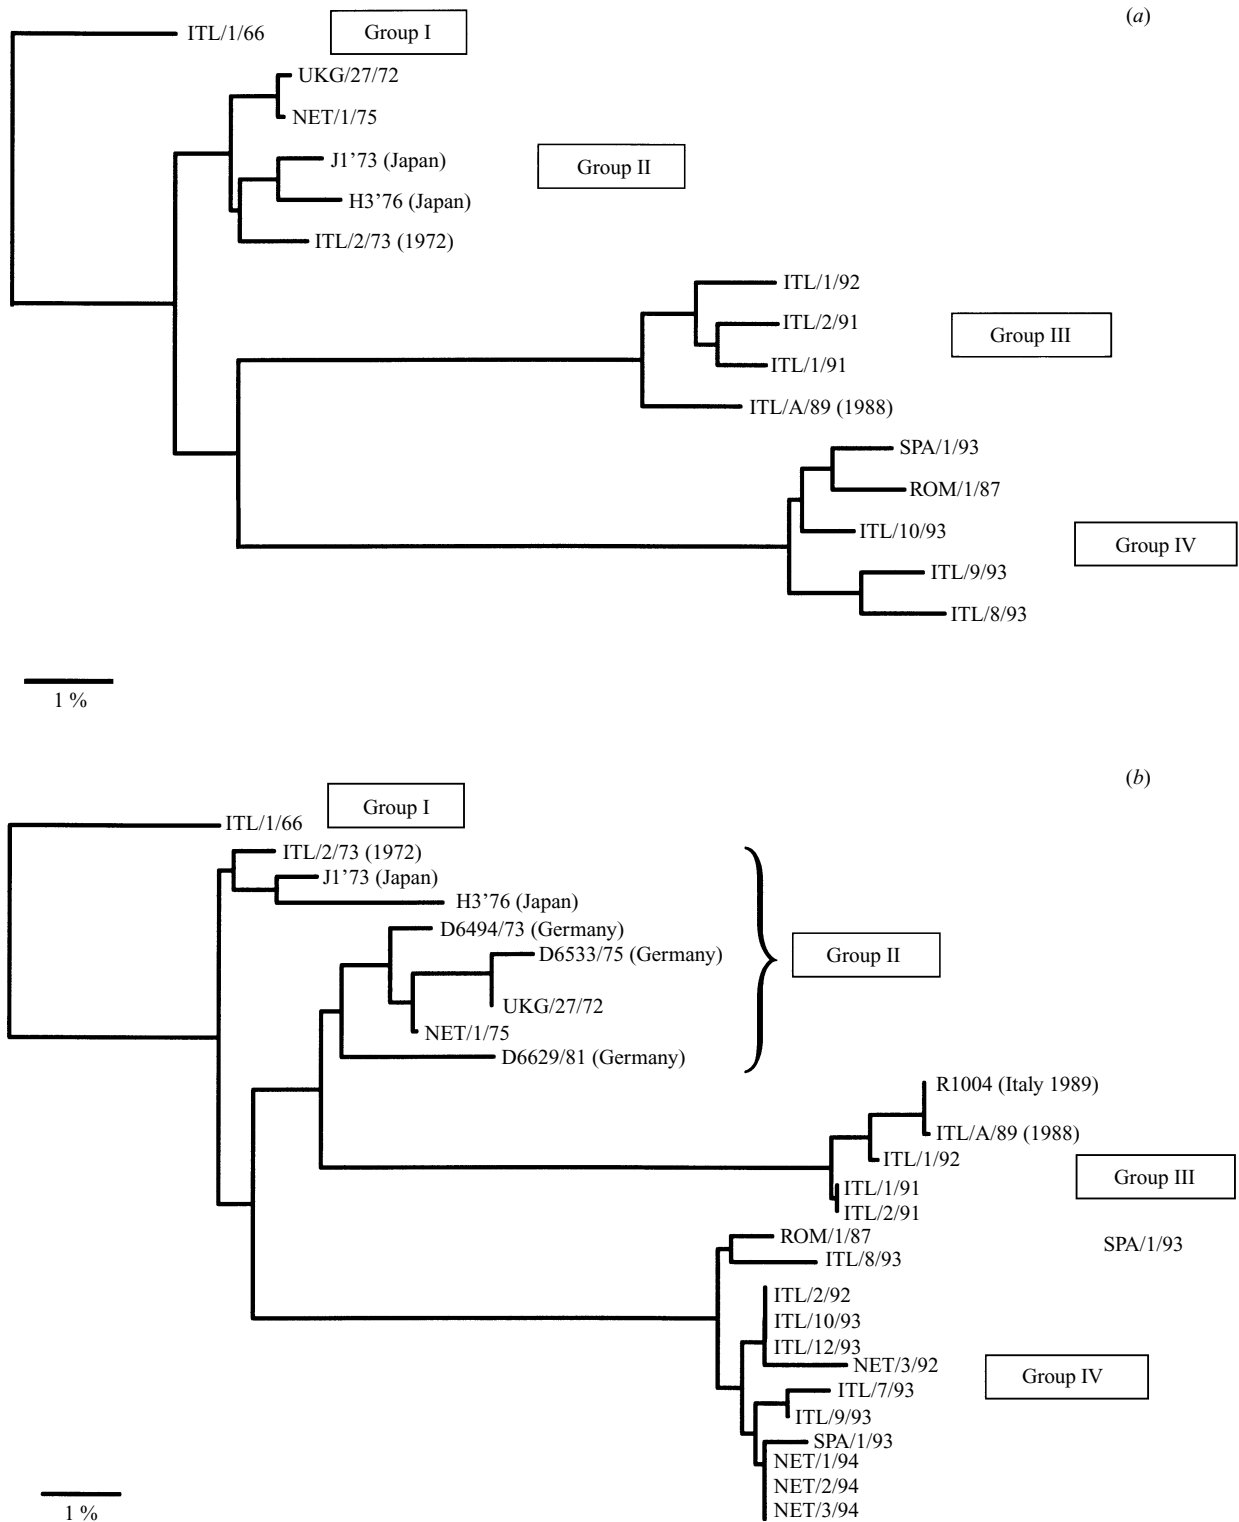 (a)
ITL/1/66
Group I
UKG/27/72
NET/1/75
J1’73 (Japan)
Group II
H3’76 (Japan)
ITL/2/73 (1972)
ITL/1/92
ITL/2/91
Group III
ITL/1/91
ITL/A/89 (1988)
SPA/1/93
ROM/1/87
ITL/10/93
Group IV
ITL/9/93
ITL/8/93
1 %
(b)
Group I
ITL/1/66
ITL/2/73 (1972)
J1’73 (Japan)
H3’76 (Japan)
D6494/73 (Germany)
D6533/75 (Germany)
Group II
UKG/27/72
NET/1/75
D6629/81 (Germany)
R1004 (Italy 1989)
ITL/A/89 (1988)
ITL/1/92
Group III
ITL/1/91
ITL/2/91
ROM/1/87
SPA/1/93
ITL/8/93
ITL/2/92
ITL/10/93
ITL/12/93
NET/3/92
Group IV
ITL/7/93
ITL/9/93
SPA/1/93
NET/1/94
NET/2/94
NET/3/94
1 %